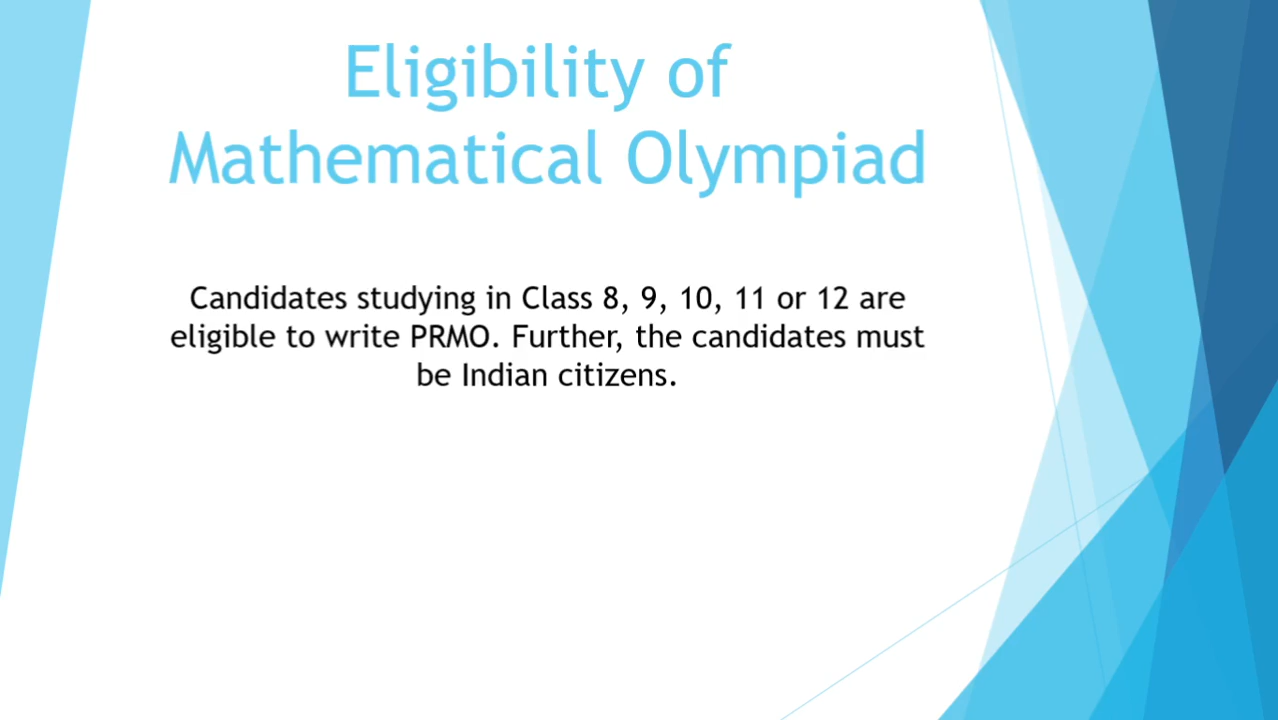 Eligibility of
Mathematical Olympiad
Candidates studying in Class 8, 9, 10, 11 or 12 are
eligible to write PRMO. Further, the candidates must
be Indian citizens.